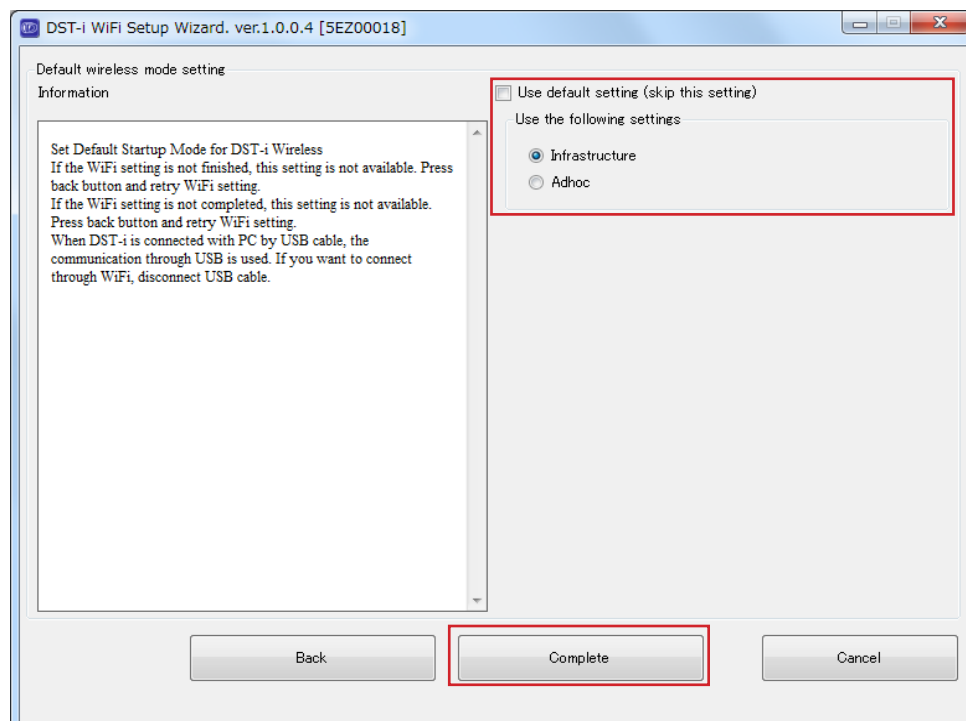 DST-i WiFi Setup Wizard. ver.1.0.0.4 [5EZ00018]
Default wireless mode setting
Information
Set Default Startup Mode for DST-i Wireless
If the WiFi setting is not finished, this setting is not available. Press
back button and retry WiFi setting.
If the WiFi setting is not completed, this setting is not available.
Press back button and retry WiFi setting.
When DST-i is connected with PC by USB cable, the
communication through USB is used. If you want to connect
through WiFi, disconnect USB cable.
Use default setting (skip this setting)
Use the following settings
Infrastructure
Adhoc
Back
Complete
Cancel